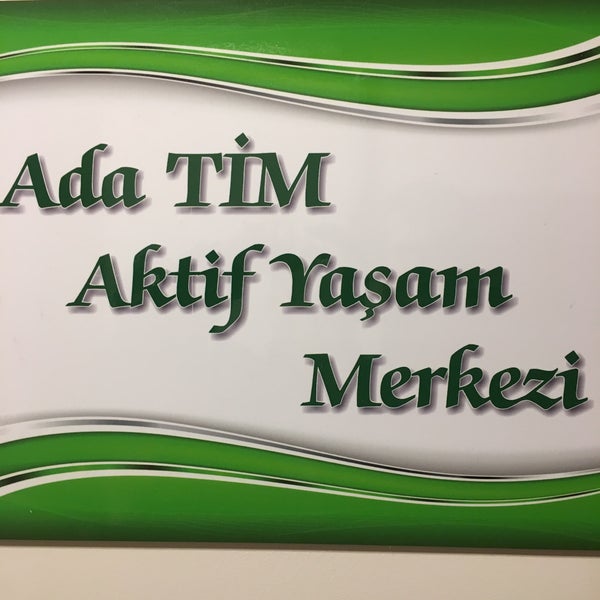 Ada TİM
Aktif Yaşam
Merkezi